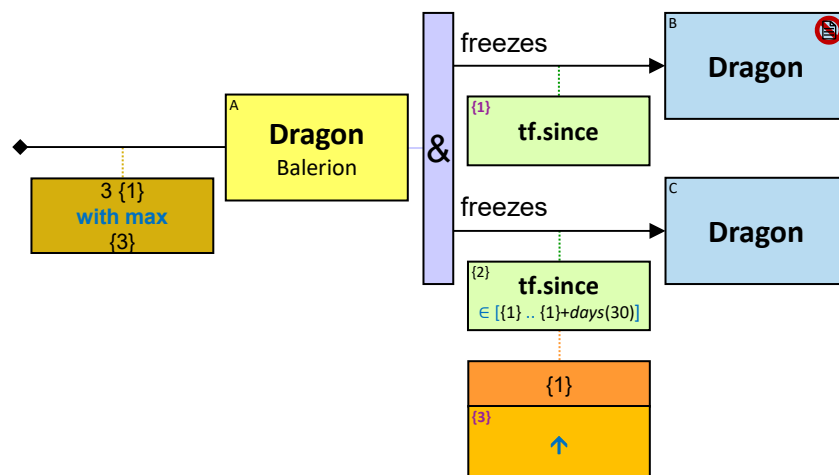 freezes
B
Dragon
A
Dragon
Balerion
&
{1}
tf.since
3 {1}
with max
{3}
freezes
C
Dragon
{2}
tf.since
∈ [{1} .. {1}+days(30)]
{1}
{3}
↑